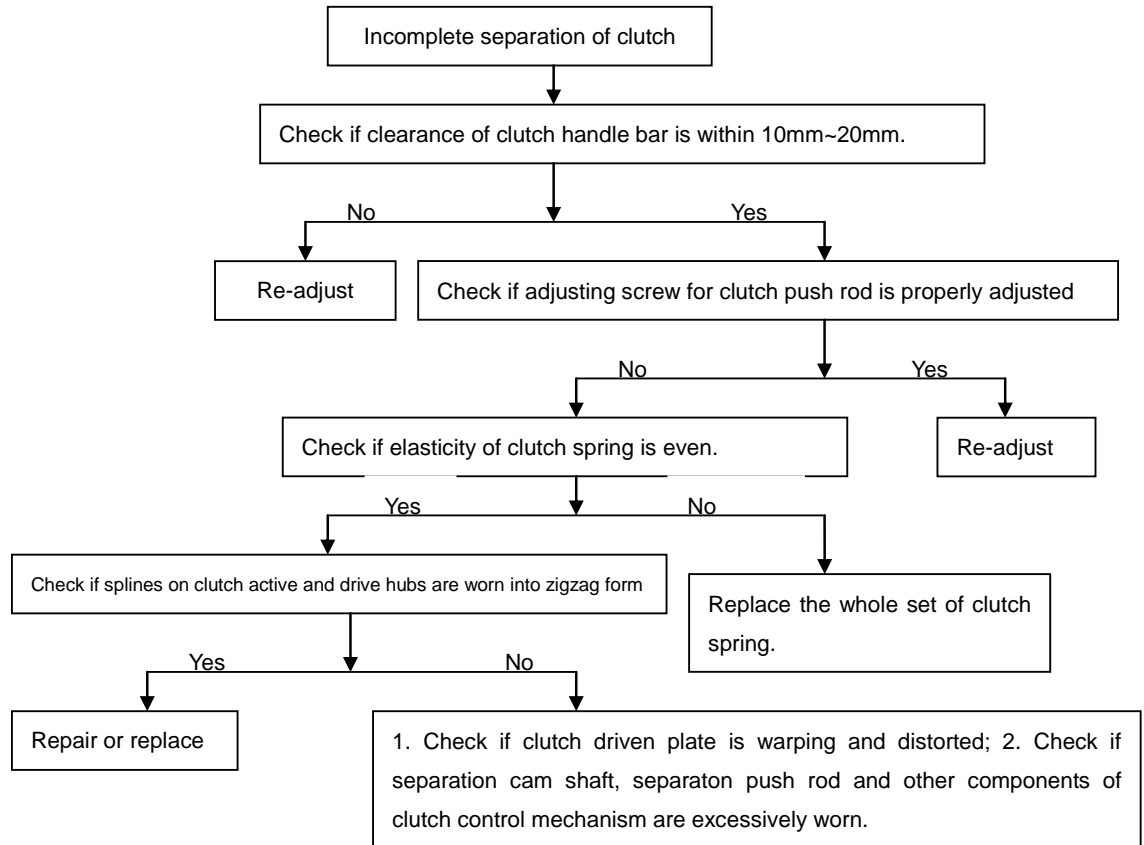 Incomplete separation of clutch
Check if clearance of clutch handle bar is within 10mm~20mm.
No
Yes
Re-adjust
Check if adjusting screw for clutch push rod is properly adjusted
No
Yes
Check if elasticity of clutch spring is even.
Re-adjust
Yes
No
Check if splines on clutch active and drive hubs are worn into zigzag form
Replace the whole set of clutch
spring.
Yes
No
Repair or replace
1. Check if clutch driven plate is warping and distorted; 2. Check if
separation cam shaft, separaton push rod and other components of
clutch control mechanism are excessively worn.